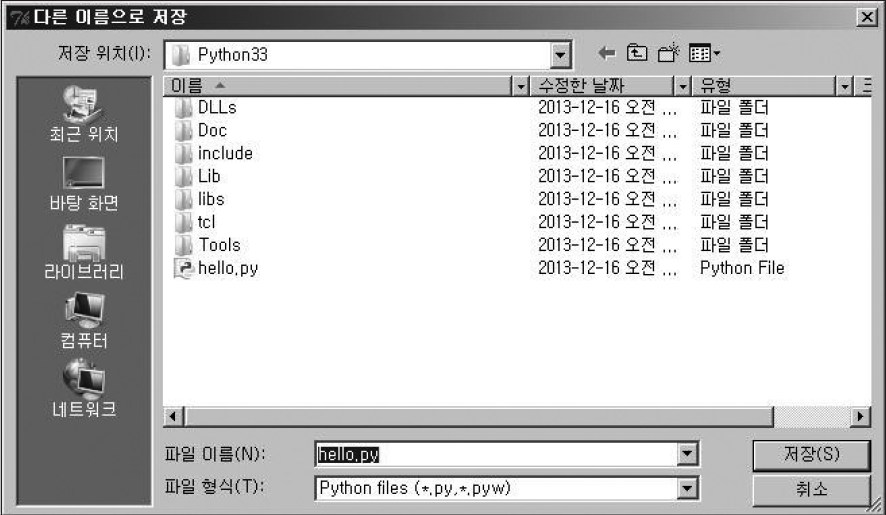 다른 이름으로 저장
저장 위치(I): Python33
이름 수정한 날짜 유형
DLLs 2013-12-16 오전 ... 파일 폴더
Doc 2013-12-16 오전 ... 파일 폴더
include 2013-12-16 오전 ... 파일 폴더
Lib 2013-12-16 오전 ... 파일 폴더
libs 2013-12-16 오전 ... 파일 폴더
tcl 2013-12-16 오전 ... 파일 폴더
Tools 2013-12-16 오전 ... 파일 폴더
hello.py 2013-12-16 오전 ... Python File
최근 위치
바탕 화면
라이브러리
컴퓨터
네트워크
파일 이름(N): hello.py 저장(S)
파일 형식(T): Python files (*.py,*.pyw) 취소